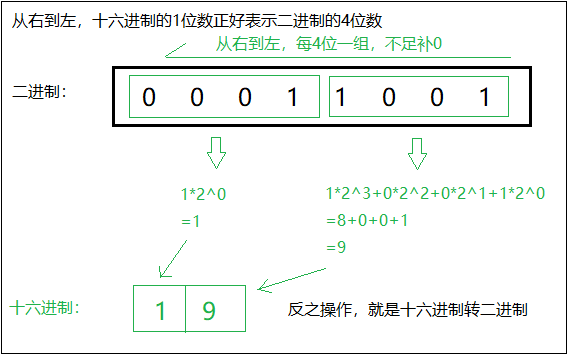 从右到左，十六进制的1位数正好表示二进制的4位数
从右到左，每4位一组，不足补0
二进制： 0 0 0 1 1 0 0 1
1*2^0 1*2^3+0*2^2+0*2^1+1*2^0
=1 =8+0+0+1
=9
十六进制： 1 9 反之操作，就是十六进制转二进制